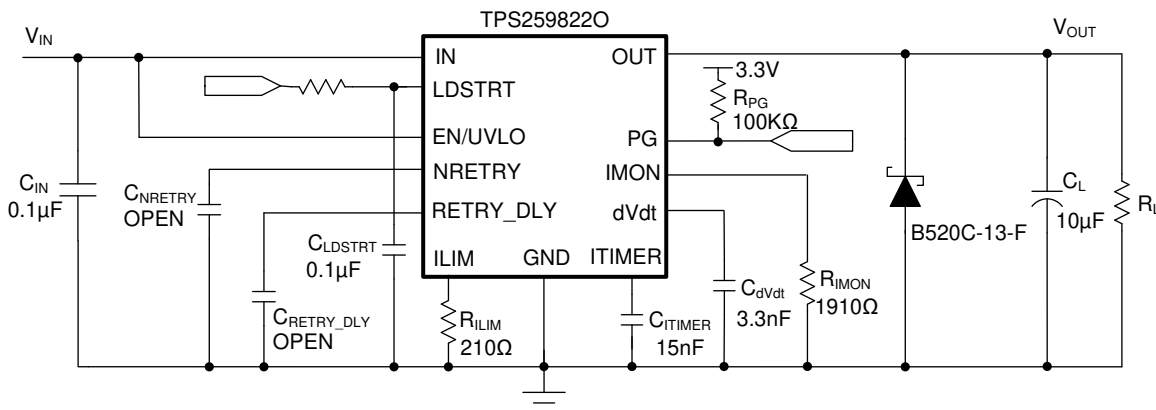 TPS259822O
VIN
VOUT
IN
OUT
3.3V
LDSTRT
RPG
100KΩ
EN/UVLO
PG
NRETRY
IMON
CIN
0.1µF
CNRETRY
OPEN
RETRY_DLY
dVdt
CL
10µF
RL
B520C-13-F
CLDSTRT
0.1µF
ILIM
GND
ITIMER
CdVdt
3.3nF
RIMON
1910Ω
CRETRY_DLY
OPEN
RILIM
210Ω
CITIMER
15nF